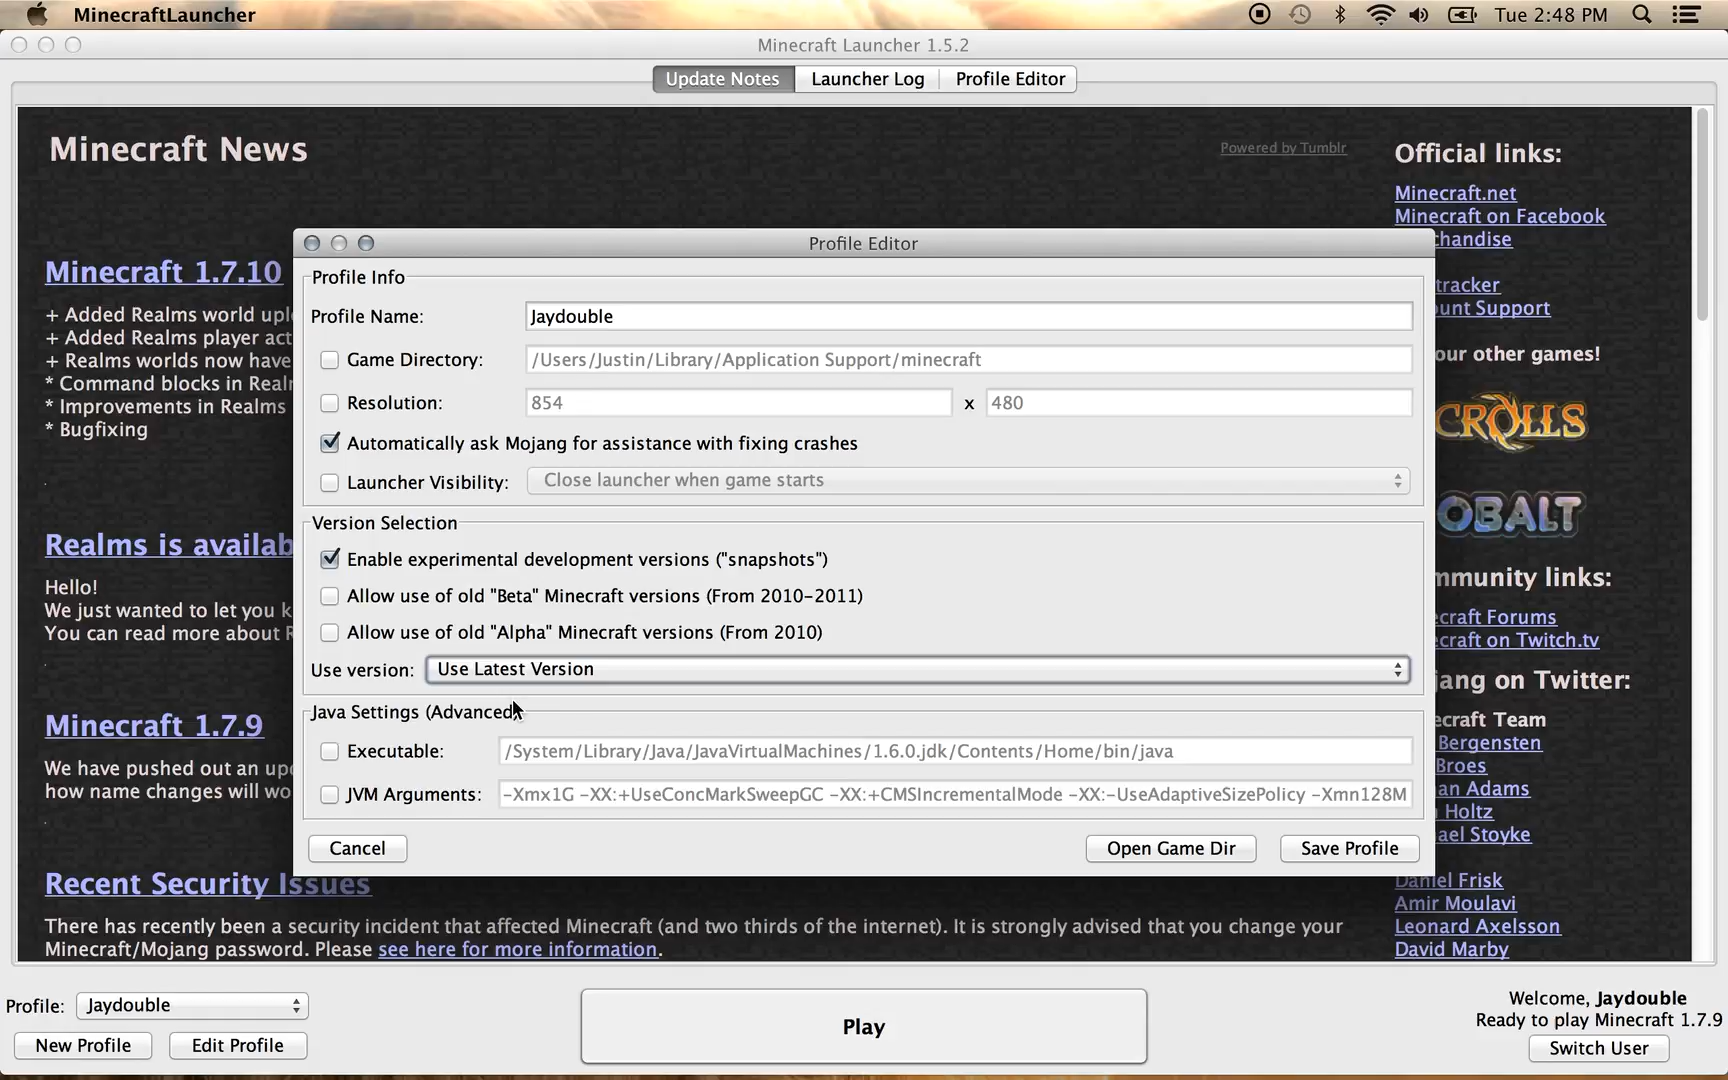 MinecraftLauncher
Tue 2:48 PM
Minecraft Launcher 1.5.2
Update Notes
Launcher Log
Profile Editor
Minecraft News
Powered by Tumblr
Official links:
Minecraft.net
Minecraft on Facebook
chandise
tracker
ount Support
our other games!
CROLLS
OBALT
mmunity links:
ecraft Forums
ecraft on Twitch.tv
jang on Twitter:
ecraft Team
Bergensten
Broes
an Adams
Holtz
ael Stoyke
Daniel Frisk
Amir Moulavi
Leonard Axelsson
David Marby
Minecraft 1.7.10
+ Added Realms world upl
+ Added Realms player act
+ Realms worlds now have
* Command blocks in Realr
* Improvements in Realms
* Bugfixing
Realms is availab
Hello!
We just wanted to let you k
You can read more about R
Minecraft 1.7.9
We have pushed out an upd
how name changes will wo
Recent Security Issues
There has recently been a security incident that affected Minecraft (and two thirds of the internet). It is strongly advised that you change your
Minecraft/Mojang password. Please see here for more information.
Profile Editor
Profile Info
Profile Name: Jaydouble
Game Directory: /Users/Justin/Library/Application Support/minecraft
Resolution: 854 x 480
Automatically ask Mojang for assistance with fixing crashes
Launcher Visibility: Close launcher when game starts
Version Selection
Enable experimental development versions ("snapshots")
Allow use of old "Beta" Minecraft versions (From 2010-2011)
Allow use of old "Alpha" Minecraft versions (From 2010)
Use version: Use Latest Version
Java Settings (Advanced)
Executable: /System/Library/Java/JavaVirtualMachines/1.6.0.jdk/Contents/Home/bin/java
JVM Arguments: -Xmx1G -XX:+UseConcMarkSweepGC -XX:+CMSIncrementalMode -XX:-UseAdaptiveSizePolicy -Xmn128M
Cancel
Open Game Dir
Save Profile
Profile: Jaydouble
New Profile
Edit Profile
Play
Welcome, Jaydouble
Ready to play Minecraft 1.7.9
Switch User